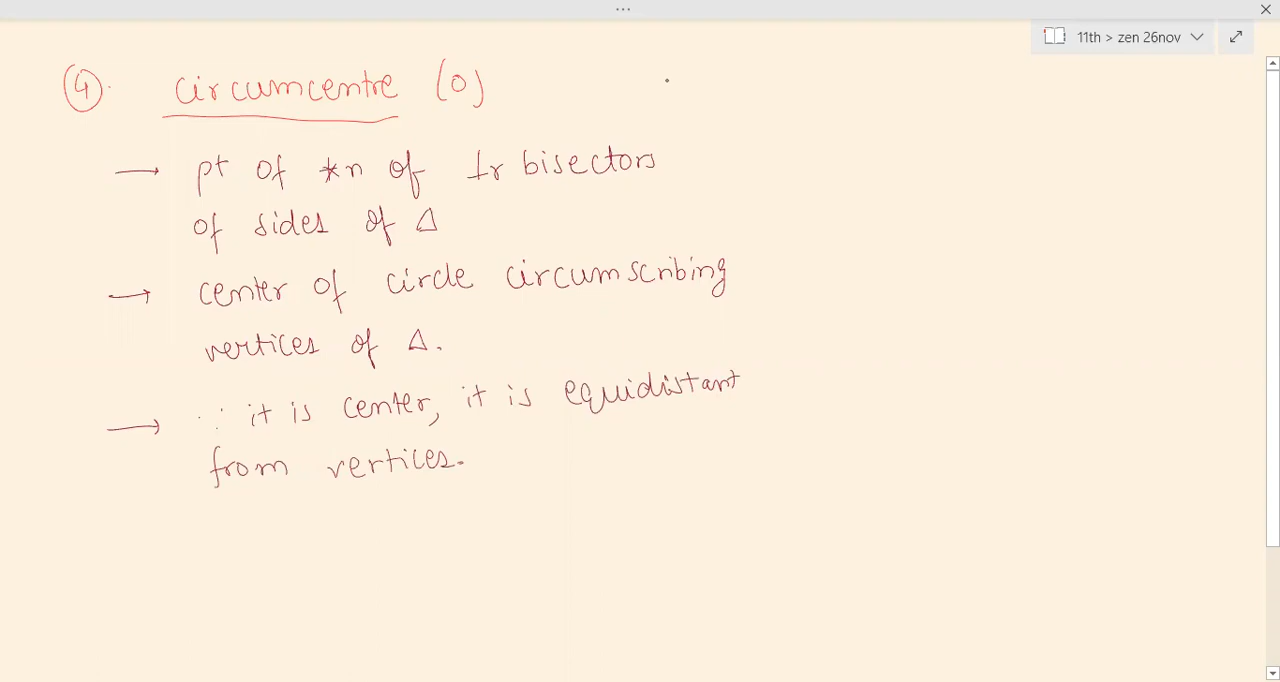 ...
11th > zen 26nov
④. circumcentre (O)
→ pt of *n of ⊥r bisectors
of sides of Δ
→ center of circle circumscribing
vertices of Δ.
→ ∵ it is center, it is equidistant
from vertices.